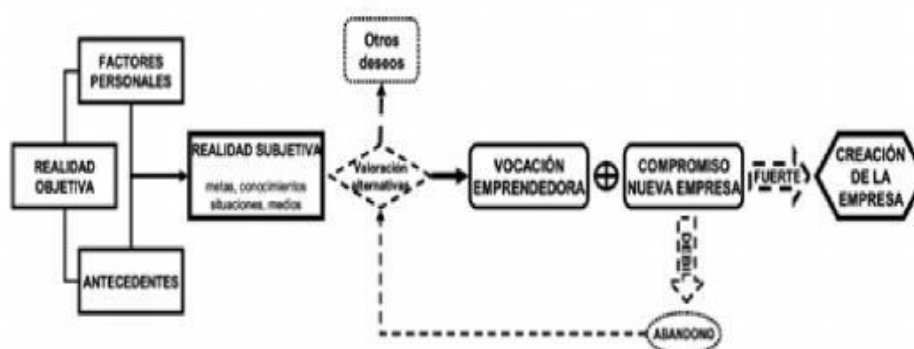 FACTORES
PERSONALES
REALIDAD
OBJETIVA
ANTECEDENTES
REALIDAD SUBJETIVA
metas, conocimientos
situaciones, medios
Otros
deseos
Valoración
alternativas
VOCACIÓN
EMPRENDEDORA
COMPROMISO
NUEVA EMPRESA
FUERTE
CREACIÓN
DE LA
EMPRESA
DEBIL
ABANDONO